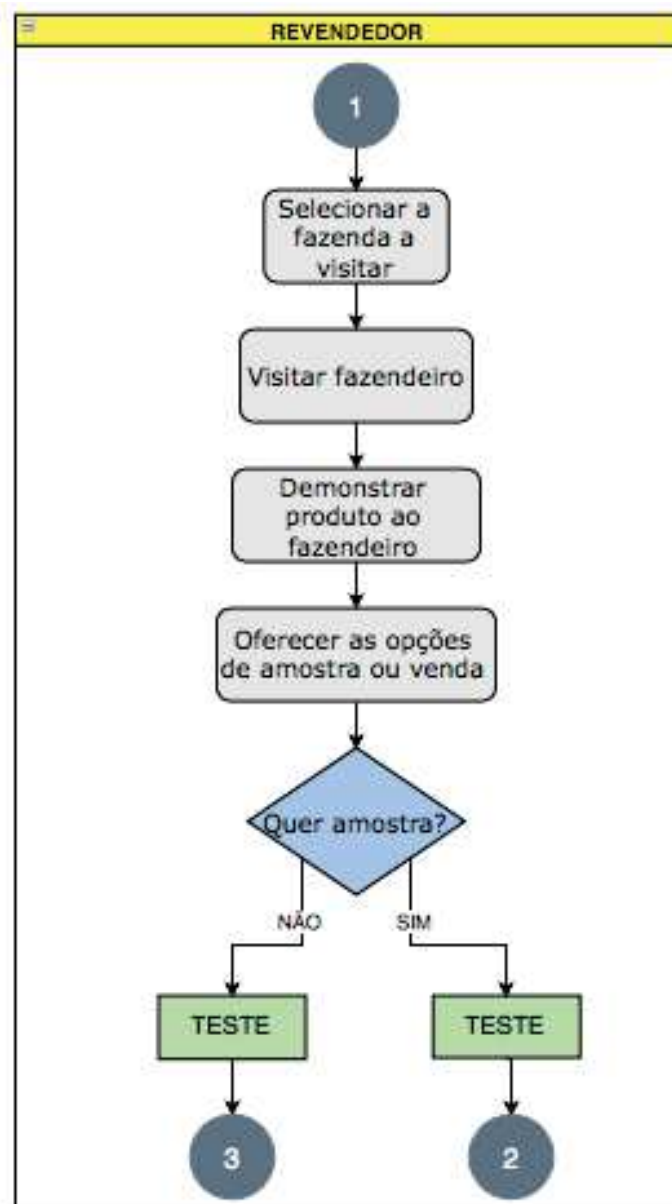 REVENDEDOR
1
Selecionar a
fazenda a
visitar
Visitar fazendeiro
Demonstrar
produto ao
fazendeiro
Oferecer as opções
de amostra ou venda
Quer amostra?
NÃO
SIM
TESTE
TESTE
3
2